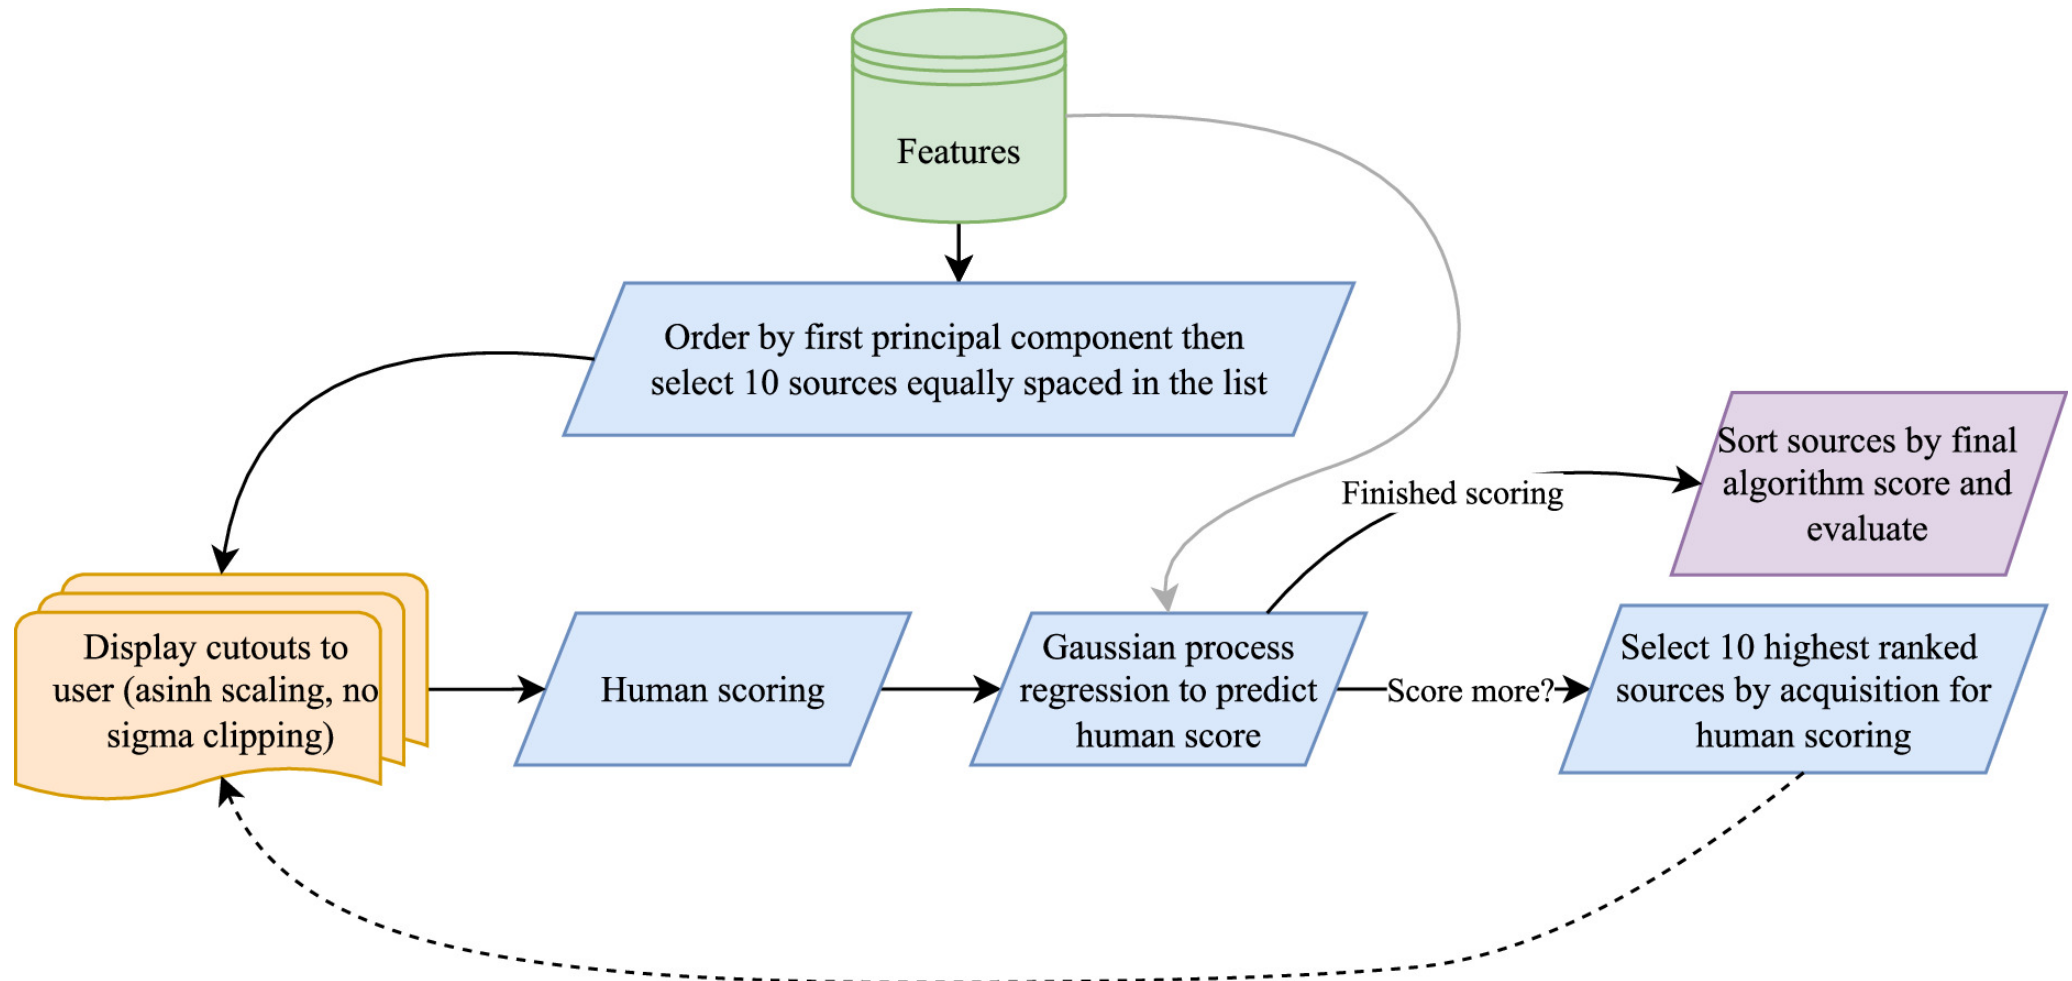 Features
Order by first principal component then
select 10 sources equally spaced in the list
Sort sources by final
algorithm score and
evaluate
Finished scoring
Display cutouts to
user (asinh scaling, no
sigma clipping)
Human scoring
Gaussian process
regression to predict
human score
Score more?
Select 10 highest ranked
sources by acquisition for
human scoring